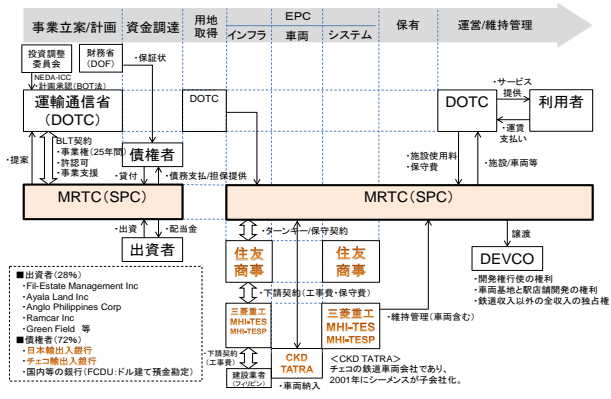 事業立案/計画
資金調達
用地
取得
EPC
インフラ
車両
システム
保有
運営/維持管理
投資調整
委員会
財務省
(DOF)
・保証状
NEDA-ICC
・計画承認(BOT法)
運輸通信省
(DOTC)
DOTC
DOTC
・サービス
提供
利用者
・運賃
支払い
・提案
BLT契約
・事業権(25年間)
・許認可
・事業支援
債権者
・貸付
・債務支払/担保提供
・施設使用料
・保守費
・施設/車両等
MRTC(SPC)
MRTC(SPC)
・出資
・配当金
出資者
・ターンキー/保守契約
住友
商事
住友
商事
・譲渡
DEVCO
・開発権行使の権利
・車両基地と駅店舗開発の権利
・鉄道収入以外の全収入の独占権
・下請契約(工事費・保守費)
三菱重工
MHI-TES
MHI-TESP
三菱重工
MHI-TES
MHI-TESP
・維持管理(車両含む)
・下請契約
(工事費)
建設業者
(フィリピン)
CKD
TATRA
・車両納入
<CKD TATRA>
チェコの鉄道車両会社であり、
2001年にシーメンスが子会社化。
■出資者(28%)
・Fil-Estate Management Inc
・Ayala Land Inc
・Anglo Philippines Corp
・Ramcar Inc
・Green Field 等
■債権者(72%)
・日本輸出入銀行
・チェコ輸出入銀行
・国内等の銀行(FCDU:ドル建て預金勘定)